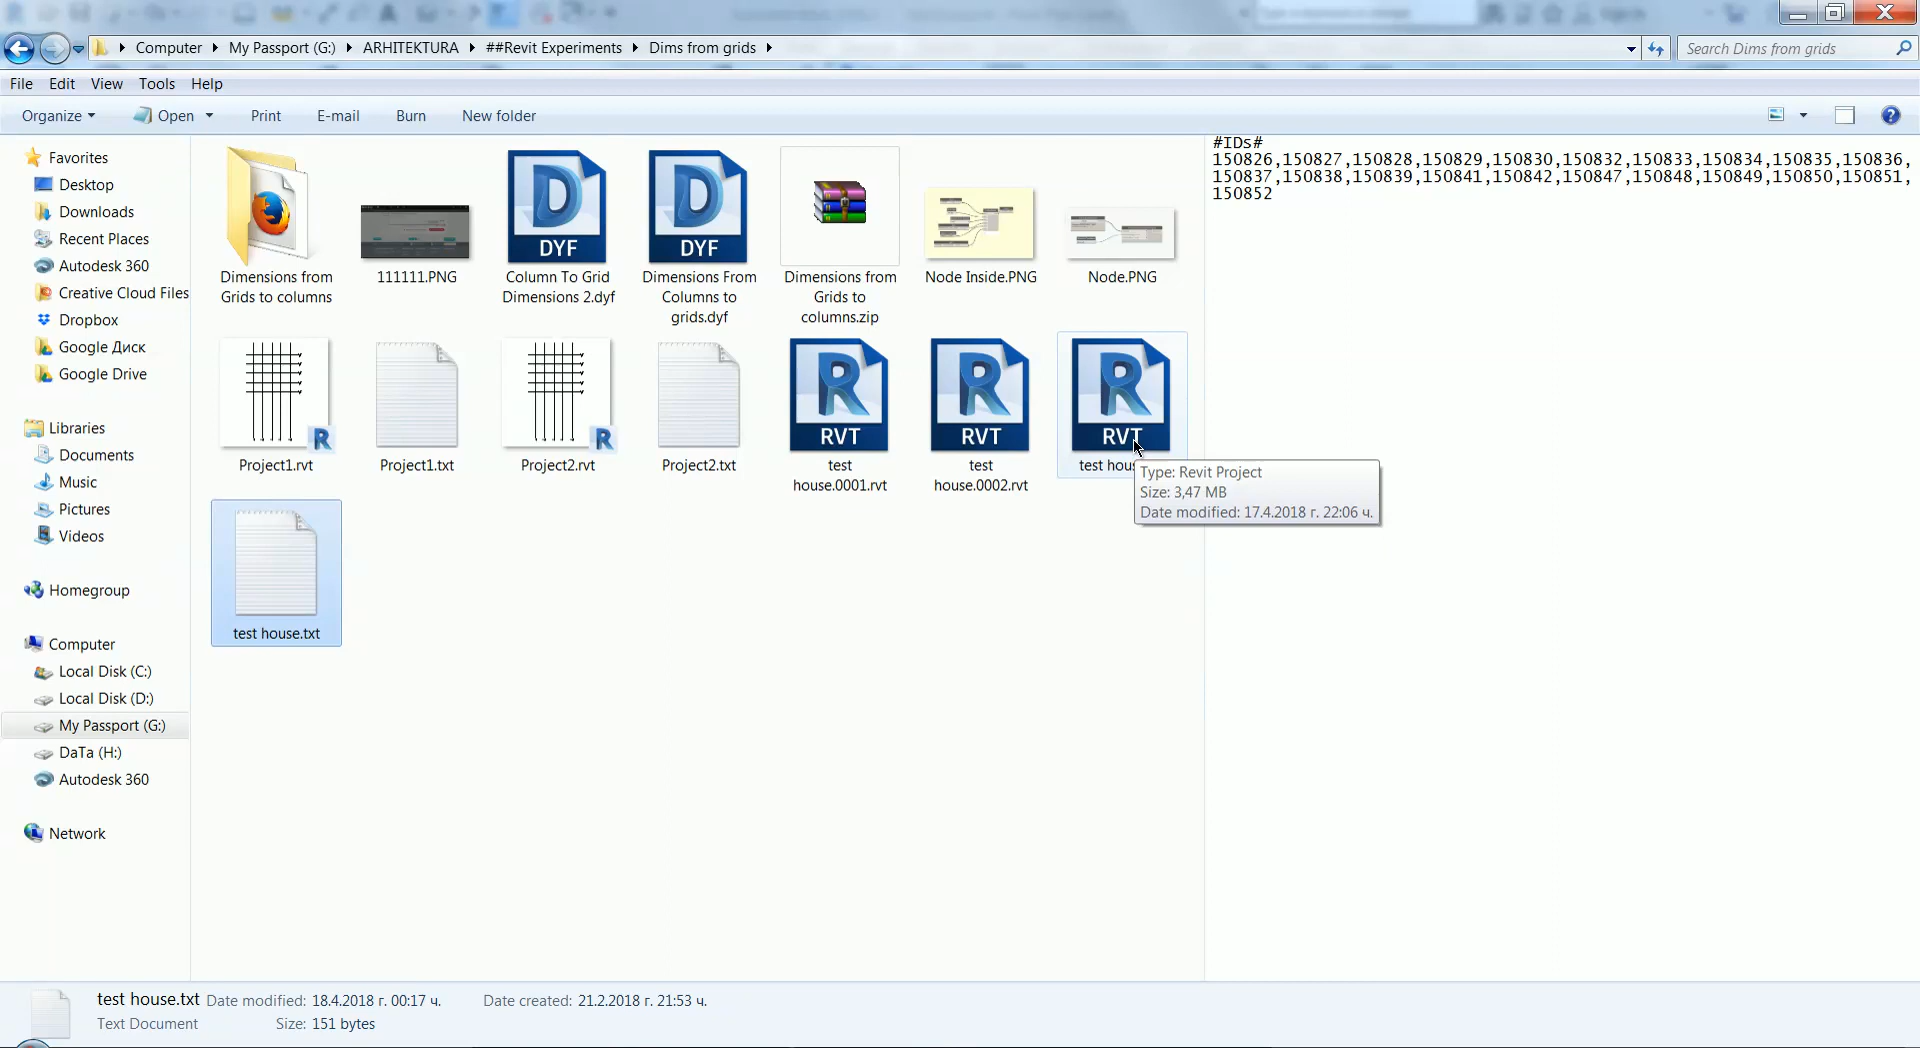 Computer ▸ My Passport (G:) ▸ ARHITEKTURA ▸ ##Revit Experiments ▸ Dims from grids ▸
Search Dims from grids
File Edit View Tools Help
Organize Open Print E-mail Burn New folder
Favorites
Desktop
Downloads
Recent Places
Autodesk 360
Creative Cloud Files
Dropbox
Google Диск
Google Drive
Libraries
Documents
Music
Pictures
Videos
Homegroup
Computer
Local Disk (C:)
Local Disk (D:)
My Passport (G:)
DaTa (H:)
Autodesk 360
Network
Dimensions from
Grids to columns
111111.PNG
DYF
Column To Grid
Dimensions 2.dyf
DYF
Dimensions From
Columns to
grids.dyf
Dimensions from
Grids to
columns.zip
Node Inside.PNG
Node.PNG
R
Project1.rvt
Project1.txt
R
Project2.rvt
Project2.txt
R
RVT
test
house.0001.rvt
R
RVT
test
house.0002.rvt
R
RVT
test hous
Type: Revit Project
Size: 3,47 MB
Date modified: 17.4.2018 г. 22:06 ч.
test house.txt
#IDs#
150826,150827,150828,150829,150830,150832,150833,150834,150835,150836,
150837,150838,150839,150841,150842,150847,150848,150849,150850,150851,
150852
test house.txt Date modified: 18.4.2018 г. 00:17 ч. Date created: 21.2.2018 г. 21:53 ч.
Text Document Size: 151 bytes